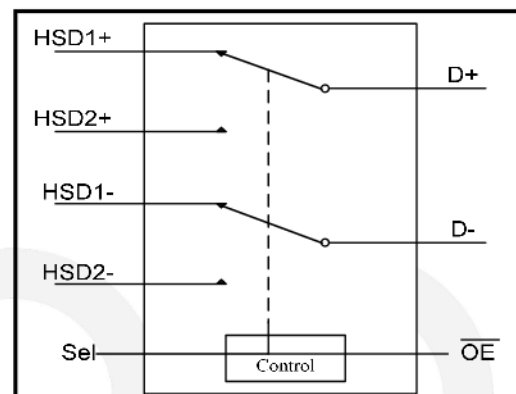 HSD1+
D+
HSD2+
HSD1-
D-
HSD2-
Sel
Control
OE